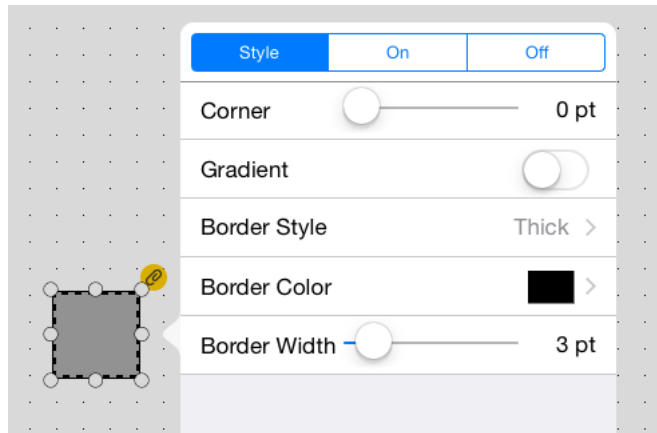 Style On Off
Corner 0 pt
Gradient
Border Style Thick >
Border Color >
Border Width 3 pt